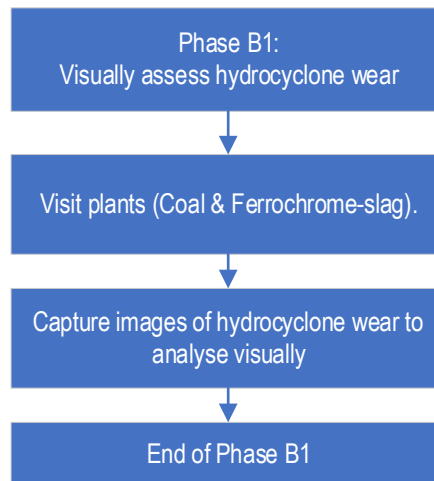 Phase B1:
Visually assess hydrocyclone wear
Visit plants (Coal & Ferrochrome-slag).
Capture images of hydrocyclone wear to
analyse visually
End of Phase B1